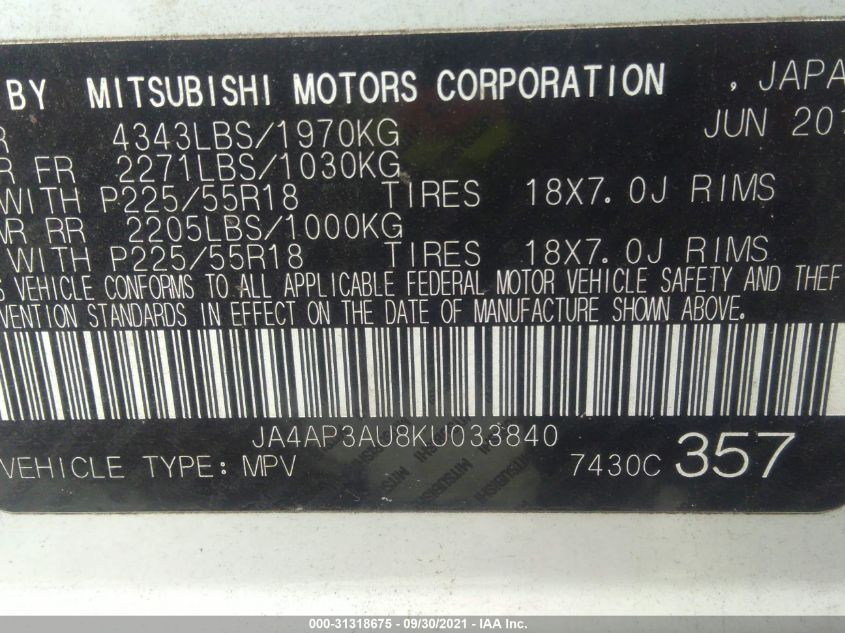 BY MITSUBISHI MOTORS CORPORATION , JAPA
R 4343LBS/1970KG JUN 201
R FR 2271LBS/1030KG
WITH P225/55R18 TIRES 18X7.0J RIMS
WR RR 2205LBS/1000KG
WITH P225/55R18 TIRES 18X7.0J RIMS
S VEHICLE CONFORMS TO ALL APPLICABLE FEDERAL MOTOR VEHICLE SAFETY AND THEF
VENTION STANDARDS IN EFFECT ON THE DATE OF MANUFACTURE SHOWN ABOVE.
JA4AP3AU8KU033840
VEHICLE TYPE: MPV 7430C 357
000-31318675 - 09/30/2021 - IAA Inc.